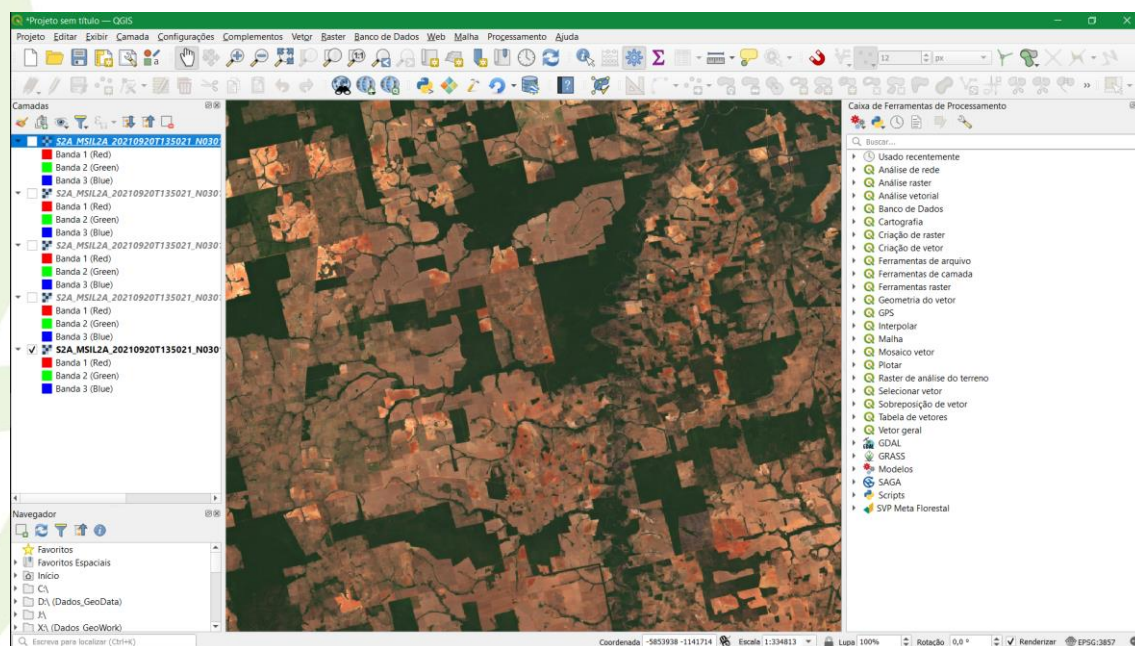 *Projeto sem título — QGIS
Projeto Editar Exibir Camada Configurações Complementos Vetor Raster Banco de Dados Web Malha Processamento Ajuda
12 px
Camadas
S2A_MSIL2A_20210920T135021_N030
Banda 1 (Red)
Banda 2 (Green)
Banda 3 (Blue)
S2A_MSIL2A_20210920T135021_N030
Banda 1 (Red)
Banda 2 (Green)
Banda 3 (Blue)
S2A_MSIL2A_20210920T135021_N030
Banda 1 (Red)
Banda 2 (Green)
Banda 3 (Blue)
S2A_MSIL2A_20210920T135021_N030
Banda 1 (Red)
Banda 2 (Green)
Banda 3 (Blue)
S2A_MSIL2A_20210920T135021_N030
Banda 1 (Red)
Banda 2 (Green)
Banda 3 (Blue)
Navegador
Favoritos
Favoritos Espaciais
Início
C:\
D:\ (Dados_GeoData)
J:\
X:\ (Dados GeoWork)
Caixa de Ferramentas de Processamento
Buscar...
Usado recentemente
Análise de rede
Análise raster
Análise vetorial
Banco de Dados
Cartografia
Criação de raster
Criação de vetor
Ferramentas de arquivo
Ferramentas de camada
Ferramentas raster
Geometria do vetor
GPS
Interpolar
Malha
Mosaico vetor
Plotar
Raster de análise do terreno
Selecionar vetor
Sobreposição de vetor
Tabela de vetores
Vetor geral
GDAL
GRASS
Modelos
SAGA
Scripts
SVP Meta Florestal
Escreva para localizar (Ctrl+K)
Coordenada -5853938 -1141714 Escala 1:334813 Lupa 100% Rotação 0,0 ° Renderizar EPSG:3857